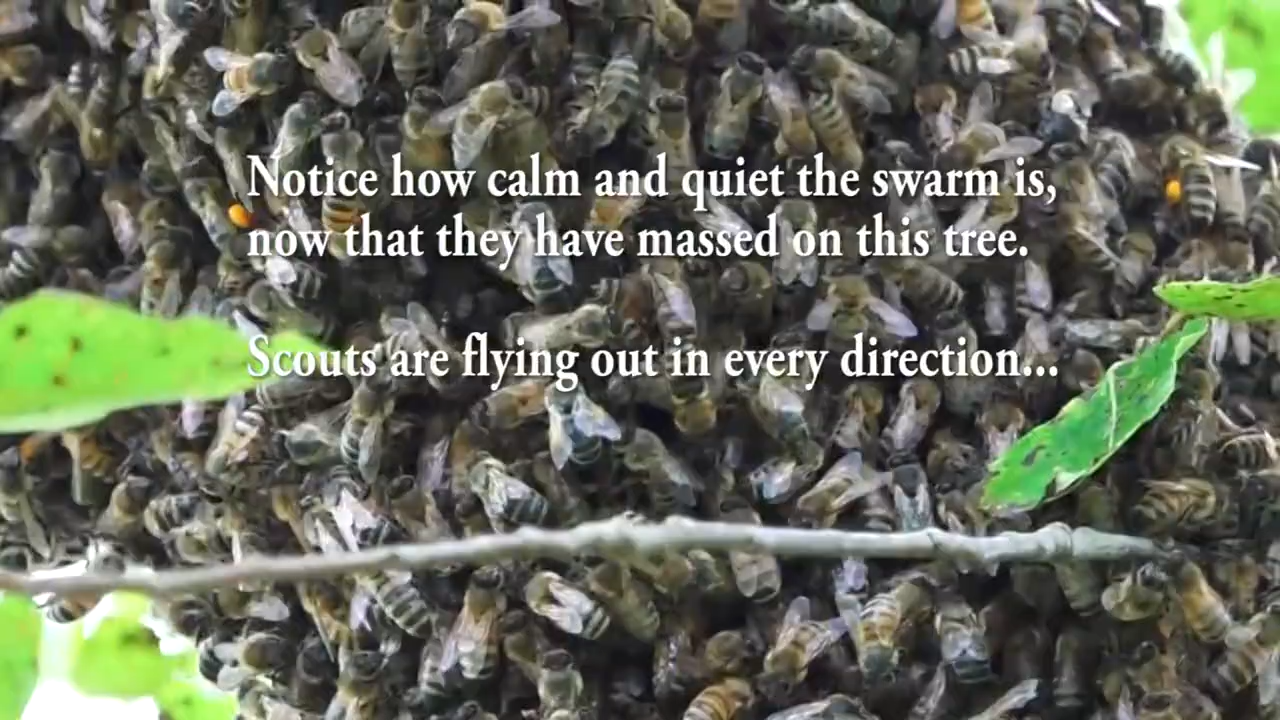 Notice how calm and quiet the swarm is,
now that they have massed on this tree.
Scouts are flying out in every direction...